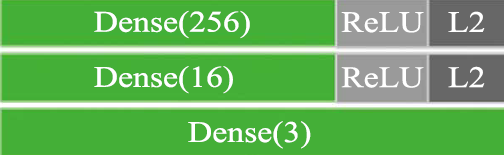 Dense(256) ReLU L2
Dense(16) ReLU L2
Dense(3)